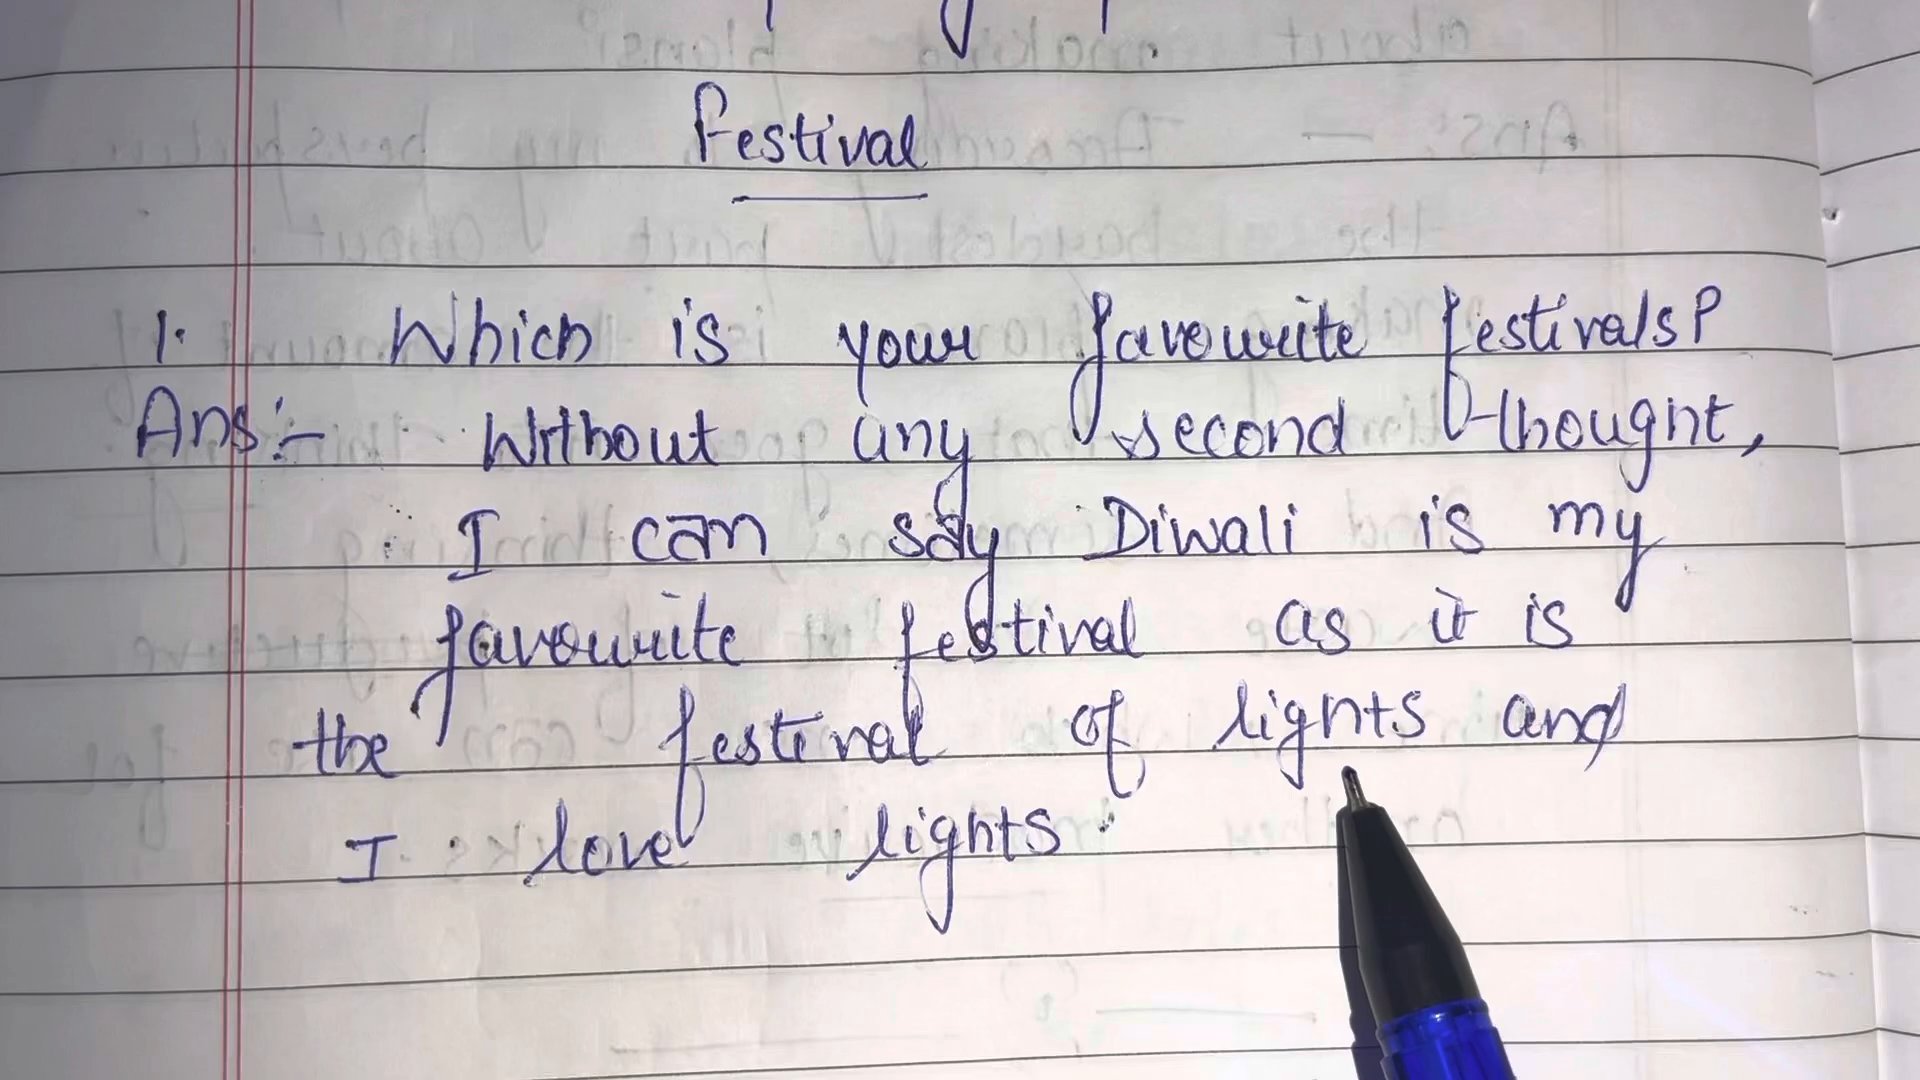 Festival
1. Which is your favourite festivals?
Ans:- Without any second thought,
I can say Diwali is my
favourite festival as it is
the festival of lights and
I love lights.